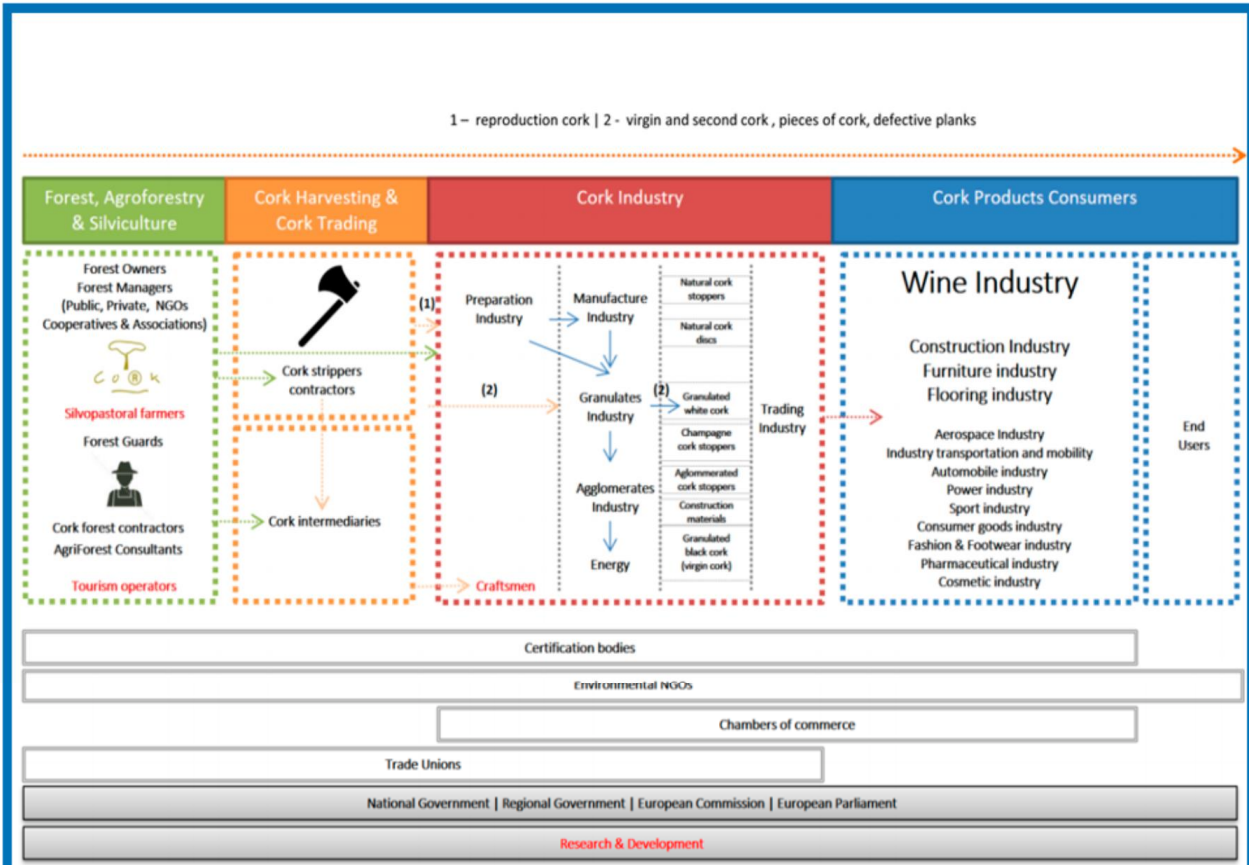 1 – reproduction cork | 2 - virgin and second cork , pieces of cork, defective planks
Forest, Agroforestry
& Silviculture
Cork Harvesting &
Cork Trading
Cork Industry
Cork Products Consumers
Forest Owners
Forest Managers
(Public, Private, NGOs
Cooperatives & Associations)
C O R K
Silvopastoral farmers
Forest Guards
Cork forest contractors
AgriForest Consultants
Tourism operators
Cork strippers
contractors
Cork intermediaries
(1)
(2)
Preparation
Industry
Craftsmen
Manufacture
Industry
Granulates
Industry
(2)
Agglomerates
Industry
Energy
Natural cork
stoppers
Natural cork
discs
Granulated
white cork
Champagne
cork stoppers
Aglommerated
cork stoppers
Construction
materials
Granulated
black cork
(virgin cork)
Trading
Industry
Wine Industry
Construction Industry
Furniture industry
Flooring industry
Aerospace Industry
Industry transportation and mobility
Automobile industry
Power industry
Sport industry
Consumer goods industry
Fashion & Footwear industry
Pharmaceutical industry
Cosmetic industry
End
Users
Certification bodies
Environmental NGOs
Chambers of commerce
Trade Unions
National Government | Regional Government | European Commission | European Parliament
Research & Development